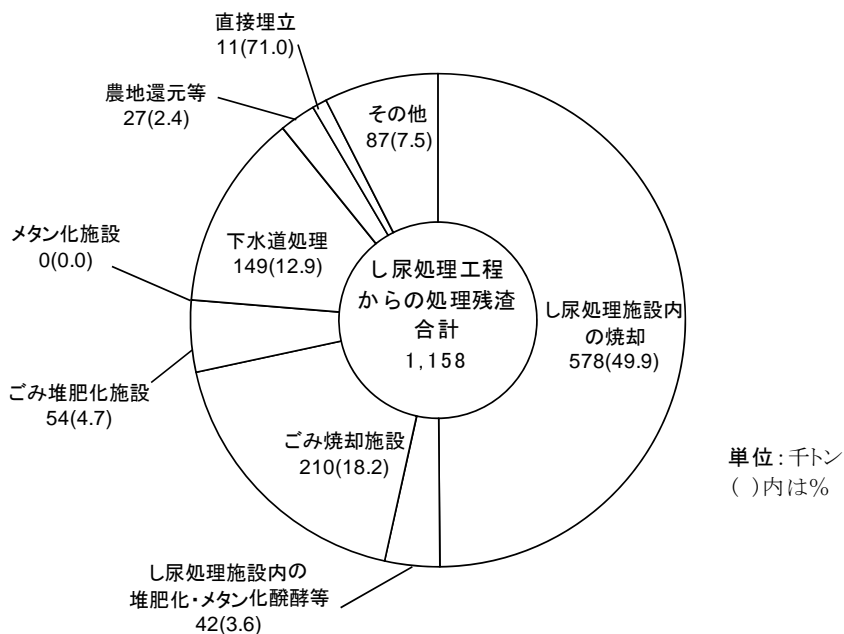 直接埋立
11(71.0)
農地還元等
27(2.4)
その他
87(7.5)
メタン化施設
0(0.0)
下水道処理
149(12.9)
し尿処理工程
からの処理残渣
合計
1,158
し尿処理施設内
の焼却
578(49.9)
ごみ堆肥化施設
54(4.7)
ごみ焼却施設
210(18.2)
単位:千トン
( )内は%
し尿処理施設内の
堆肥化・メタン化醗酵等
42(3.6)